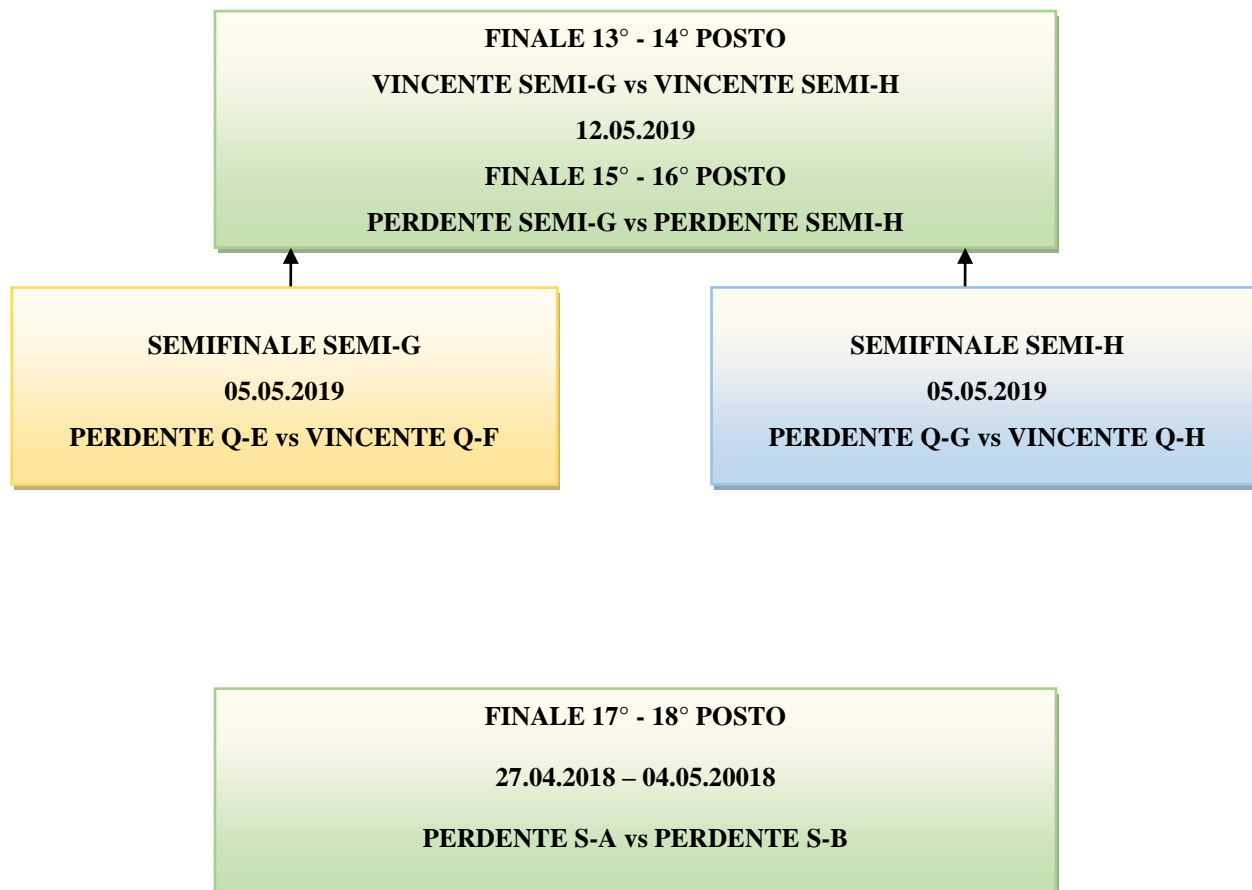 FINALE 13° - 14° POSTO
VINCENTE SEMI-G vs VINCENTE SEMI-H
12.05.2019
FINALE 15° - 16° POSTO
PERDENTE SEMI-G vs PERDENTE SEMI-H
SEMIFINALE SEMI-G
05.05.2019
PERDENTE Q-E vs VINCENTE Q-F
SEMIFINALE SEMI-H
05.05.2019
PERDENTE Q-G vs VINCENTE Q-H
FINALE 17° - 18° POSTO
27.04.2018 – 04.05.20018
PERDENTE S-A vs PERDENTE S-B